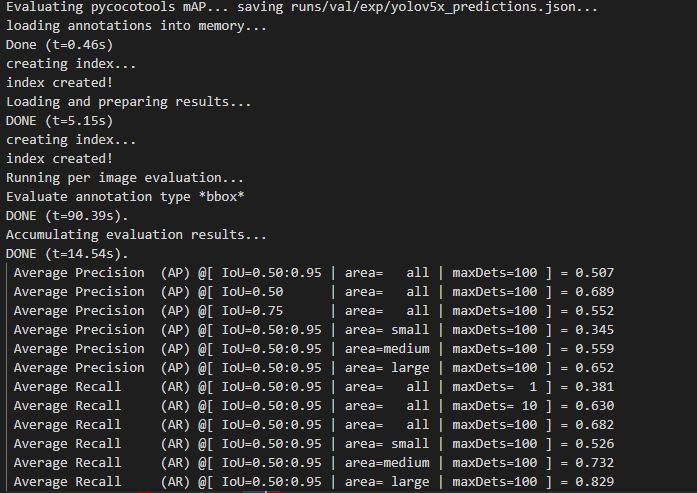 Evaluating pycocotools mAP... saving runs/val/exp/yolov5x_predictions.json...
loading annotations into memory...
Done (t=0.46s)
creating index...
index created!
Loading and preparing results...
DONE (t=5.15s)
creating index...
index created!
Running per image evaluation...
Evaluate annotation type *bbox*
DONE (t=90.39s).
Accumulating evaluation results...
DONE (t=14.54s).
Average Precision  (AP) @[ IoU=0.50:0.95 | area=   all | maxDets=100 ] = 0.507
Average Precision  (AP) @[ IoU=0.50      | area=   all | maxDets=100 ] = 0.689
Average Precision  (AP) @[ IoU=0.75      | area=   all | maxDets=100 ] = 0.552
Average Precision  (AP) @[ IoU=0.50:0.95 | area= small | maxDets=100 ] = 0.345
Average Precision  (AP) @[ IoU=0.50:0.95 | area=medium | maxDets=100 ] = 0.559
Average Precision  (AP) @[ IoU=0.50:0.95 | area= large | maxDets=100 ] = 0.652
Average Recall     (AR) @[ IoU=0.50:0.95 | area=   all | maxDets=  1 ] = 0.381
Average Recall     (AR) @[ IoU=0.50:0.95 | area=   all | maxDets= 10 ] = 0.630
Average Recall     (AR) @[ IoU=0.50:0.95 | area=   all | maxDets=100 ] = 0.682
Average Recall     (AR) @[ IoU=0.50:0.95 | area= small | maxDets=100 ] = 0.526
Average Recall     (AR) @[ IoU=0.50:0.95 | area=medium | maxDets=100 ] = 0.732
Average Recall     (AR) @[ IoU=0.50:0.95 | area= large | maxDets=100 ] = 0.829